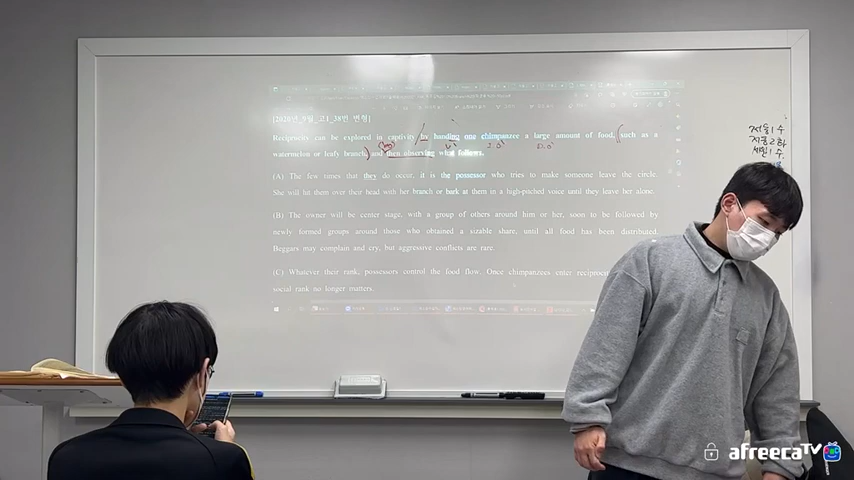 [2020년_9월_고1_38번 변형]
Reciprocity can be explored in captivity by handing one chimpanzee a large amount of food, such as a
watermelon or leafy branch, and then observing what follows.
(A) The few times that they do occur, it is the possessor who tries to make someone leave the circle.
She will hit them over their head with her branch or bark at them in a high-pitched voice until they leave her alone.
(B) The owner will be center stage, with a group of others around him or her, soon to be followed by
newly formed groups around those who obtained a sizable share, until all food has been distributed.
Beggars may complain and cry, but aggressive conflicts are rare.
(C) Whatever their rank, possessors control the food flow. Once chimpanzees enter reciprocit
social rank no longer matters.
afreecaTV